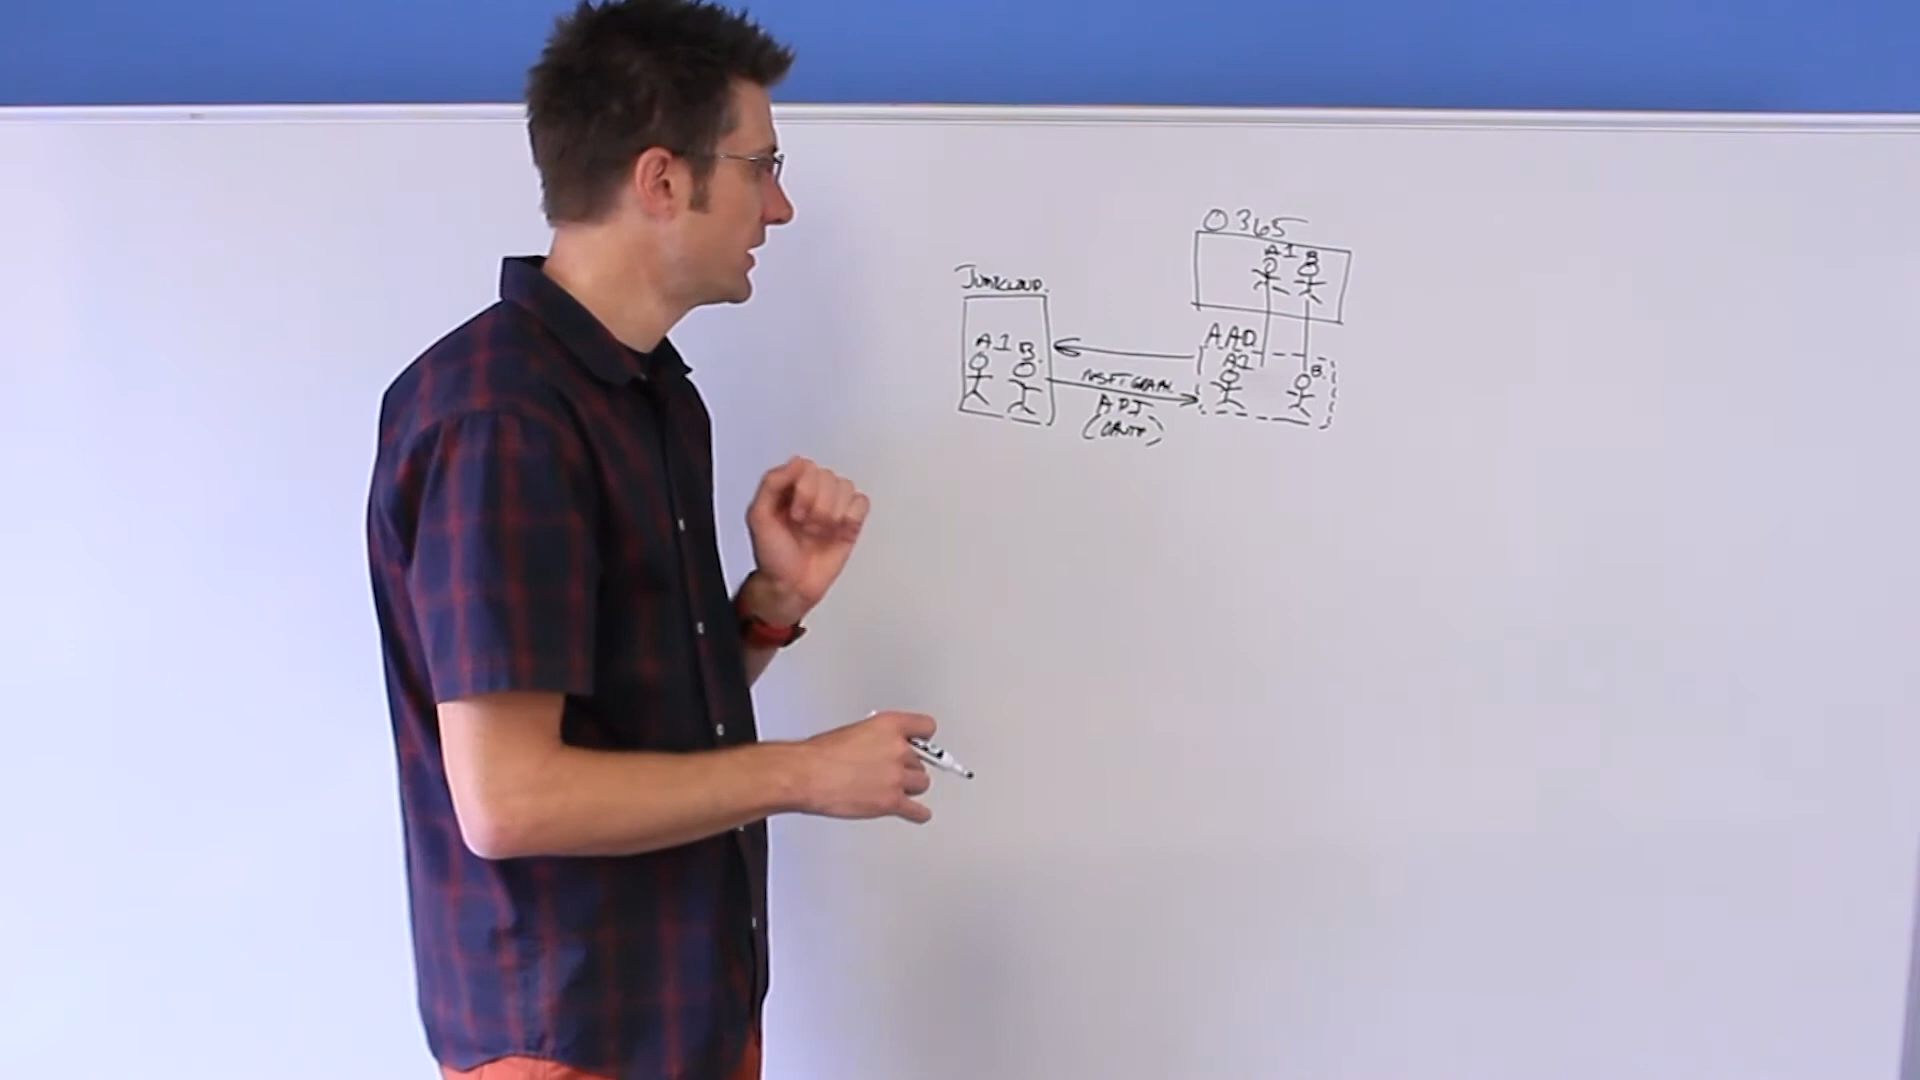 O365
A1 B
JUMPCLOUD.
A1 B.
AAD
A1 B.
MSFT GRAPH
API
(OAUTH)